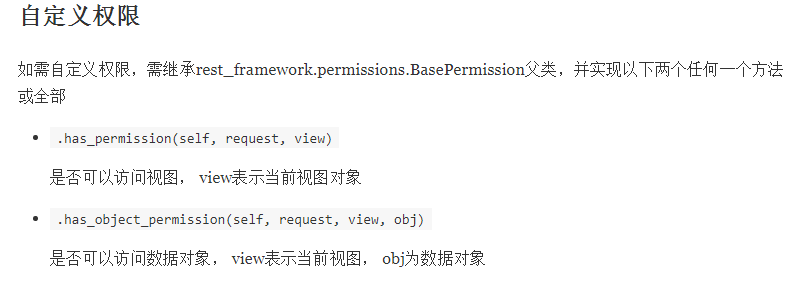 自定义权限
如需自定义权限，需继承rest_framework.permissions.BasePermission父类，并实现以下两个任何一个方法
或全部
.has_permission(self, request, view)
是否可以访问视图， view表示当前视图对象
.has_object_permission(self, request, view, obj)
是否可以访问数据对象， view表示当前视图， obj为数据对象